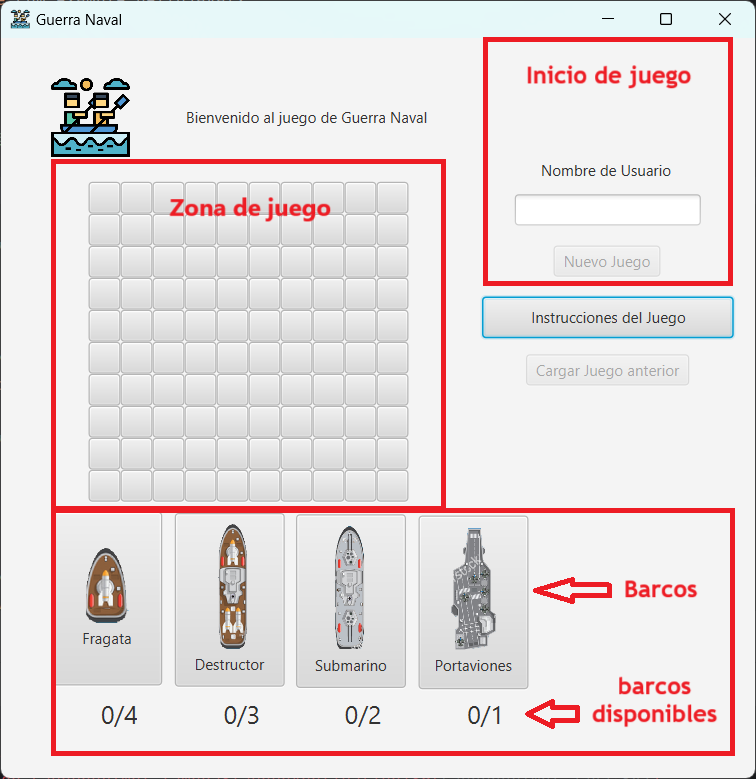 Guerra Naval
Inicio de juego
Bienvenido al juego de Guerra Naval
Nombre de Usuario
Zona de juego
Nuevo Juego
Instrucciones del Juego
Cargar Juego anterior
Fragata
Destructor
Submarino
Portaviones
Barcos
0/4
0/3
0/2
0/1
barcos
disponibles